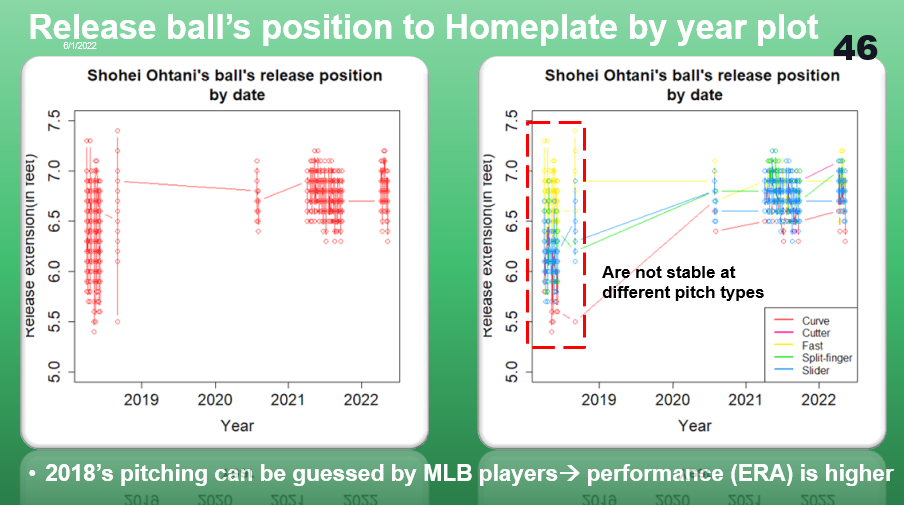 Release ball's position to Homeplate by year plot
6/1/2022
46
Shohei Ohtani's ball's release position
by date
Release extension(in feet)
7.5
7.0
6.5
6.0
5.5
5.0
2019 2020 2021 2022
Year
Shohei Ohtani's ball's release position
by date
Release extension(in feet)
7.5
7.0
6.5
6.0
5.5
5.0
Are not stable at
different pitch types
Curve
Cutter
Fast
Split-finger
Slider
2019 2020 2021 2022
Year
• 2018's pitching can be guessed by MLB players→ performance (ERA) is higher